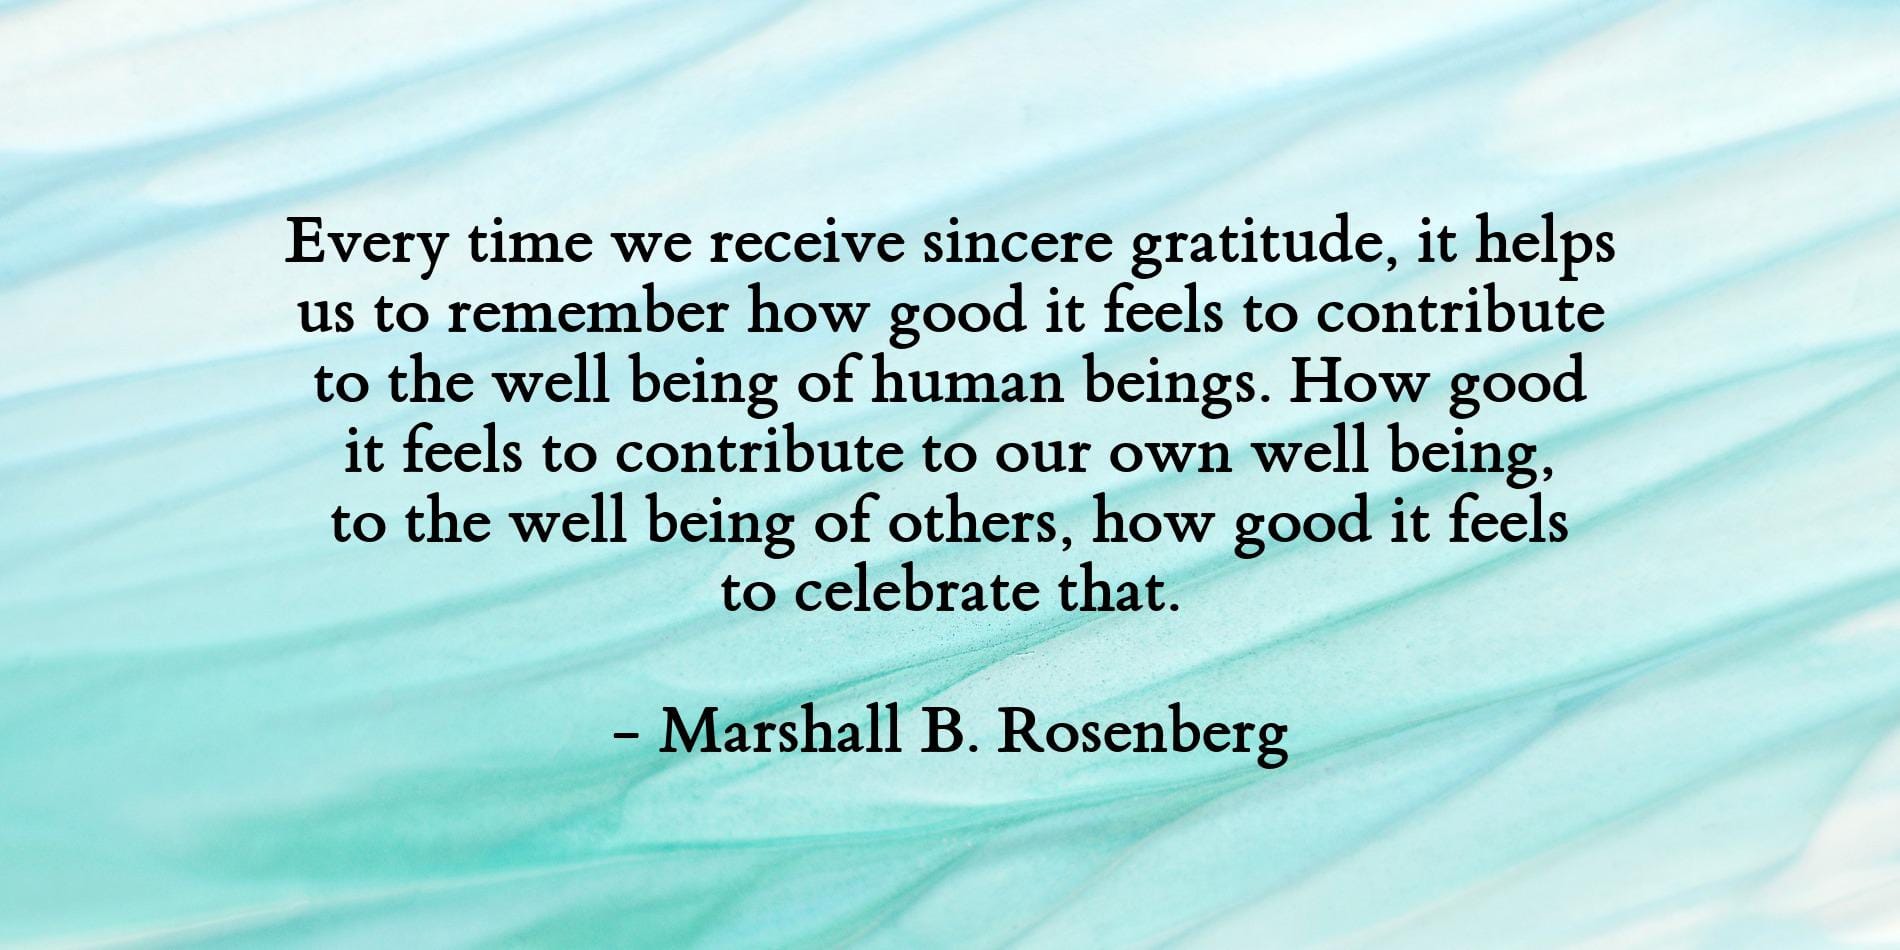 Every time we receive sincere gratitude, it helps
us to remember how good it feels to contribute
to the well being of human beings. How good
it feels to contribute to our own well being,
to the well being of others, how good it feels
to celebrate that.
– Marshall B. Rosenberg